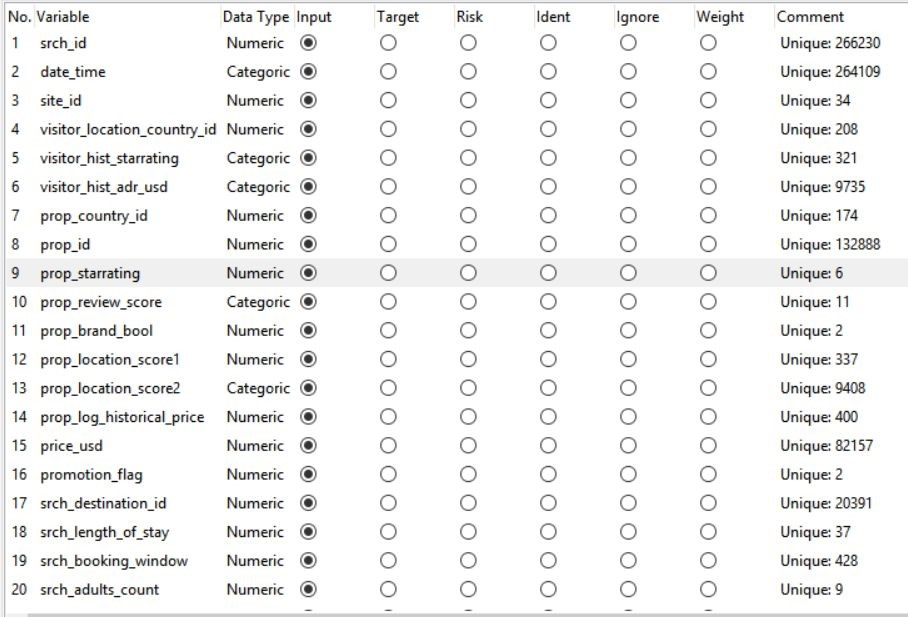 No. Variable Data Type Input Target Risk Ident Ignore Weight Comment
1 srch_id Numeric Unique: 266230
2 date_time Categoric Unique: 264109
3 site_id Numeric Unique: 34
4 visitor_location_country_id Numeric Unique: 208
5 visitor_hist_starrating Categoric Unique: 321
6 visitor_hist_adr_usd Categoric Unique: 9735
7 prop_country_id Numeric Unique: 174
8 prop_id Numeric Unique: 132888
9 prop_starrating Numeric Unique: 6
10 prop_review_score Categoric Unique: 11
11 prop_brand_bool Numeric Unique: 2
12 prop_location_score1 Numeric Unique: 337
13 prop_location_score2 Categoric Unique: 9408
14 prop_log_historical_price Numeric Unique: 400
15 price_usd Numeric Unique: 82157
16 promotion_flag Numeric Unique: 2
17 srch_destination_id Numeric Unique: 20391
18 srch_length_of_stay Numeric Unique: 37
19 srch_booking_window Numeric Unique: 428
20 srch_adults_count Numeric Unique: 9